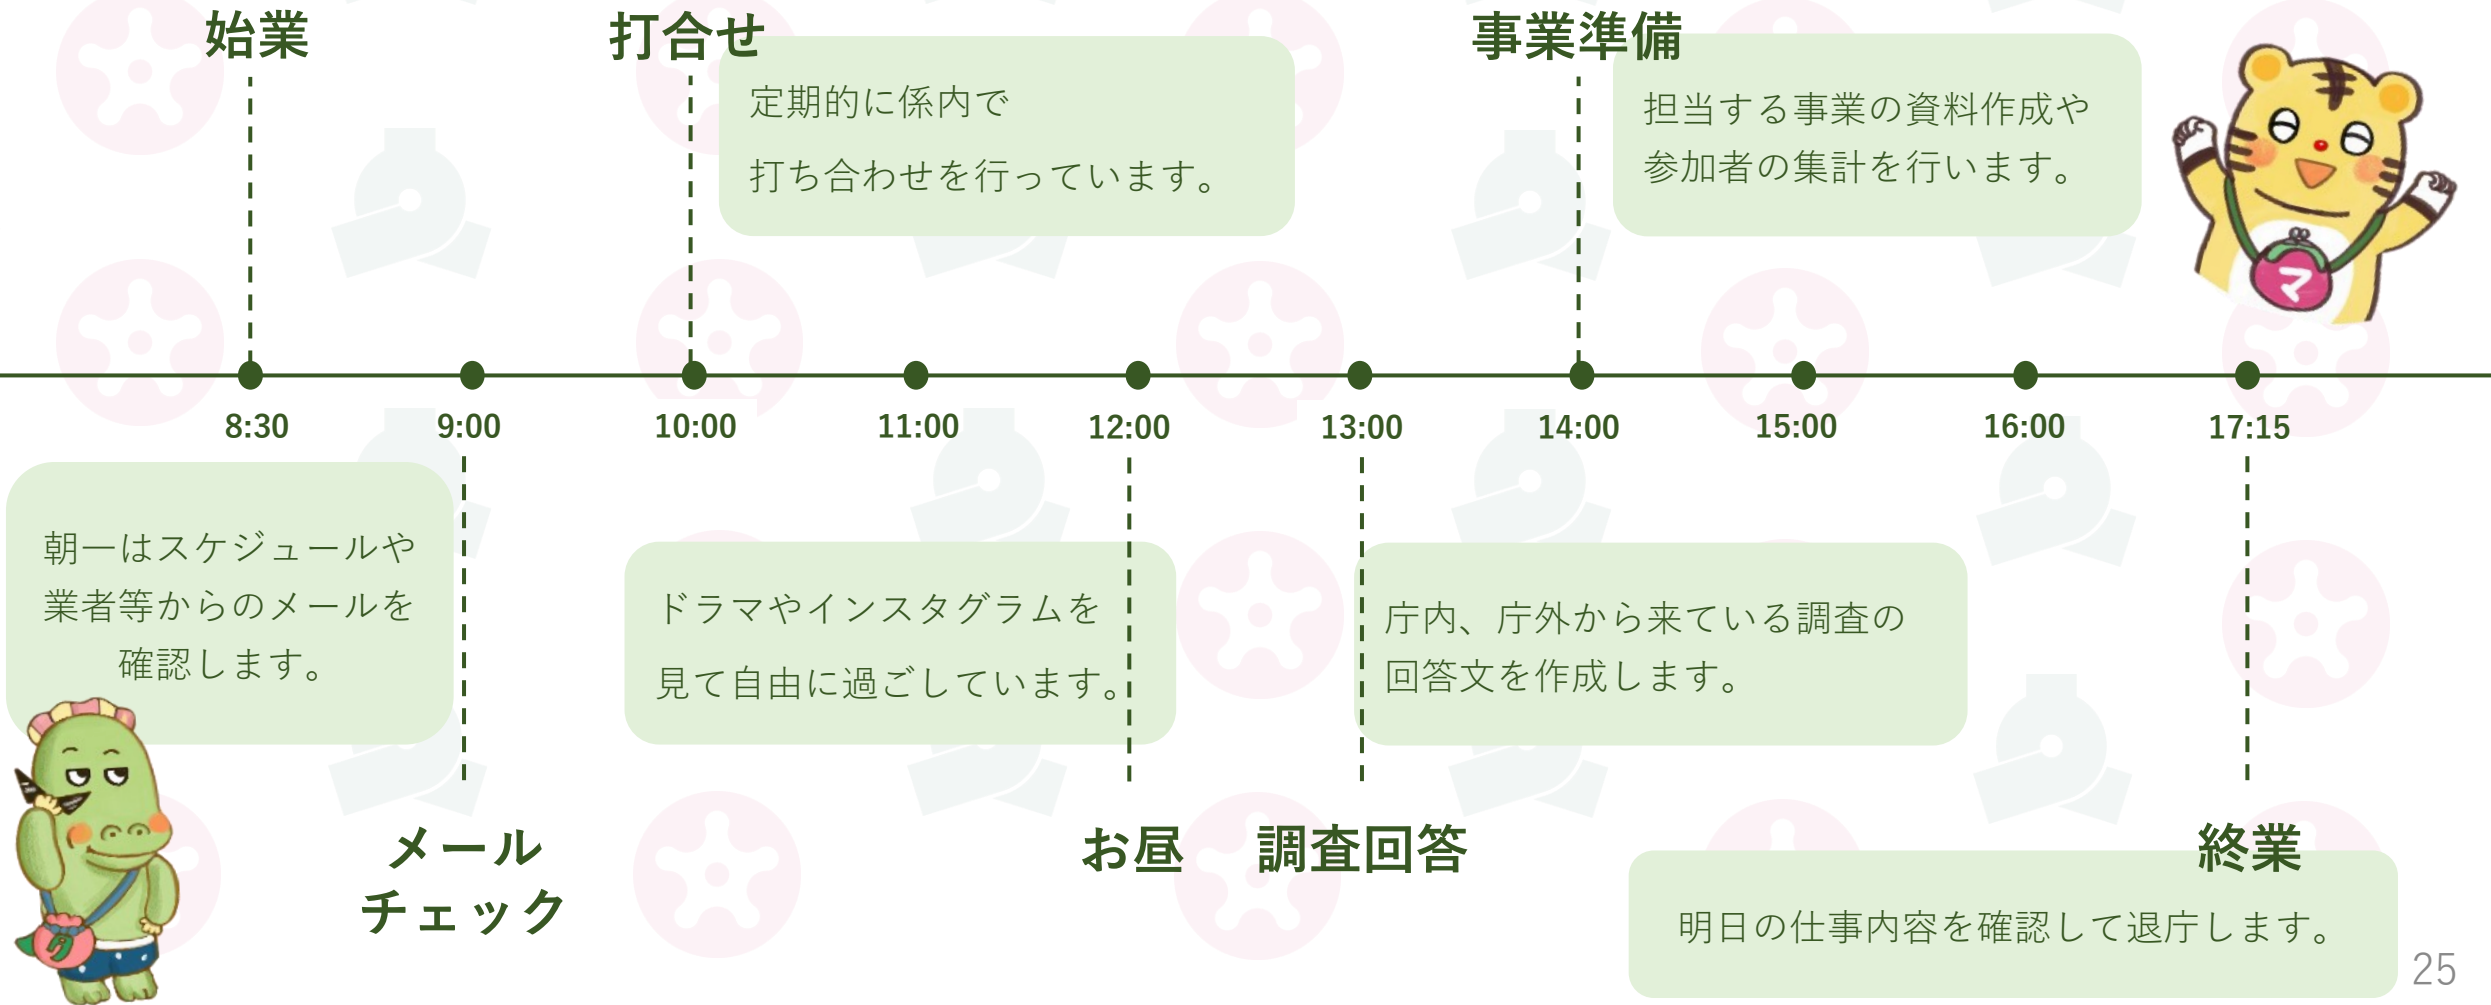 始業
打合せ
事業準備
定期的に係内で
打ち合わせを行っています。
担当する事業の資料作成や
参加者の集計を行います。
マ
8:30
9:00
10:00
11:00
12:00
13:00
14:00
15:00
16:00
17:15
朝一はスケジュールや
業者等からのメールを
確認します。
ドラマやインスタグラムを
見て自由に過ごしています。
庁内、庁外から来ている調査の
回答文を作成します。
メール
チェック
お昼
調査回答
終業
明日の仕事内容を確認して退庁します。
タ
25